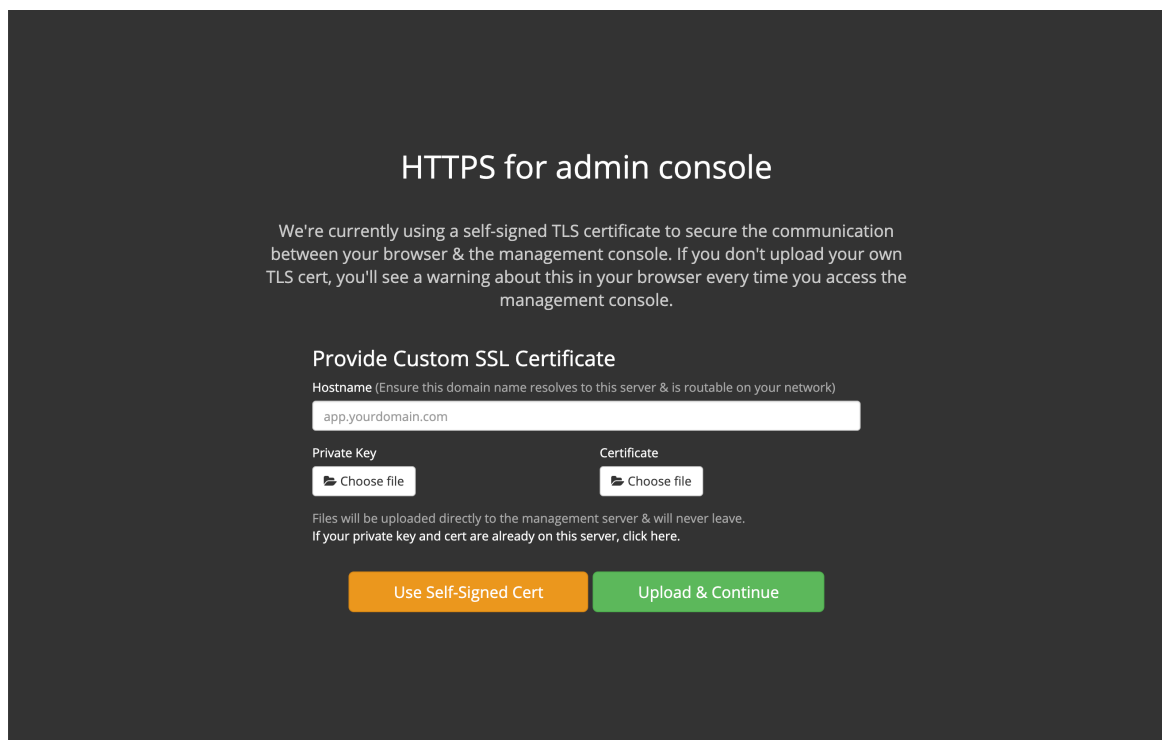 HTTPS for admin console
We're currently using a self-signed TLS certificate to secure the communication
between your browser & the management console. If you don't upload your own
TLS cert, you'll see a warning about this in your browser every time you access the
management console.
Provide Custom SSL Certificate
Hostname (Ensure this domain name resolves to this server & is routable on your network)
app.yourdomain.com
Private Key
Certificate
Choose file
Choose file
Files will be uploaded directly to the management server & will never leave.
If your private key and cert are already on this server, click here.
Use Self-Signed Cert
Upload & Continue